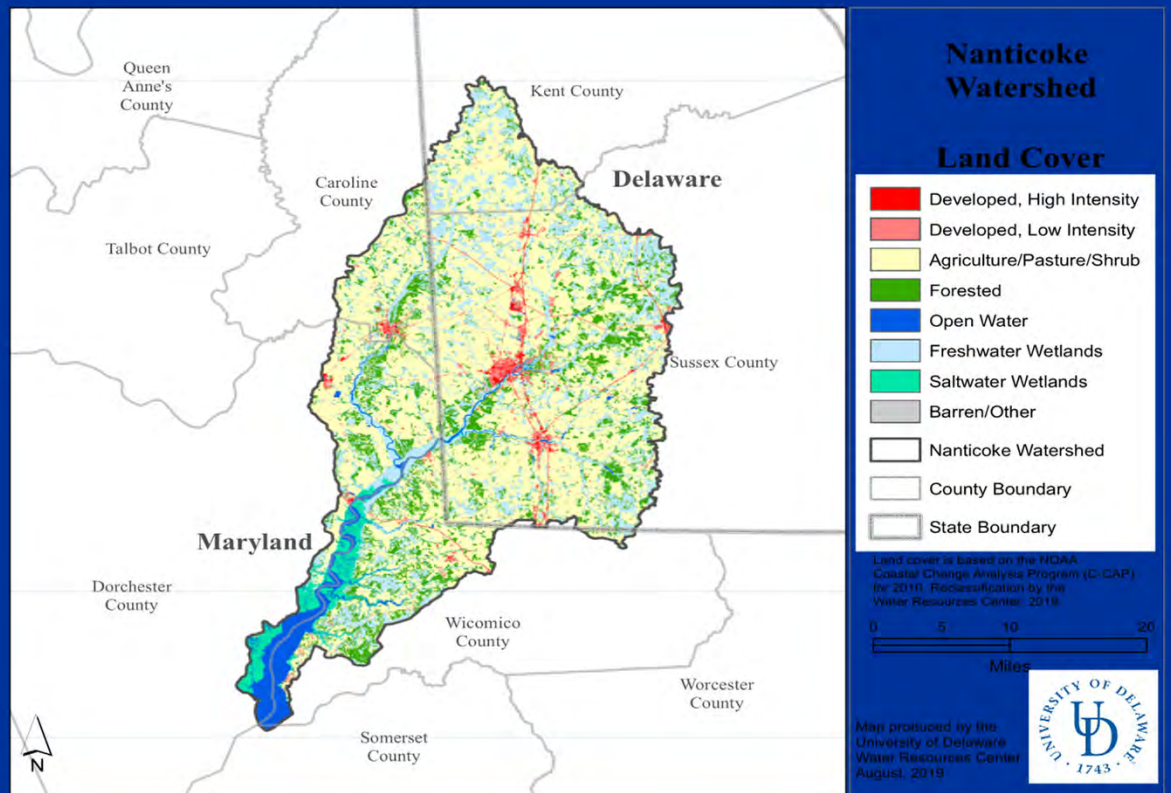 Queen
Anne's
County
Kent County
Delaware
Caroline
County
Talbot County
Sussex County
Maryland
Dorchester
County
Wicomico
County
Worcester
County
Somerset
County
N
Nanticoke
Watershed
Land Cover
Developed, High Intensity
Developed, Low Intensity
Agriculture/Pasture/Shrub
Forested
Open Water
Freshwater Wetlands
Saltwater Wetlands
Barren/Other
Nanticoke Watershed
County Boundary
State Boundary
Land cover is based on the NOAA
Coastal Change Analysis Program (C-CAP)
for 2010. Reclassification by the
Water Resources Center, 2019
0 5 10 20
Miles
Map produced by the
University of Delaware
Water Resources Center
August, 2019
UNIVERSITY OF DELAWARE
UD
1743